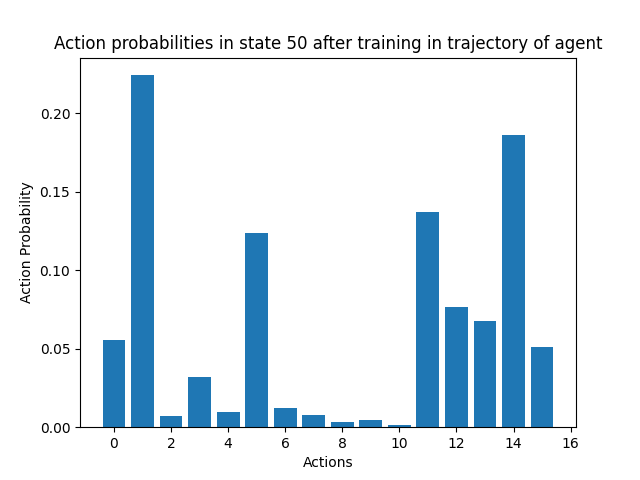 Action probabilities in state 50 after training in trajectory of agent
0.20
0.15
0.10
0.05
0.00
Action Probability
0 2 4 6 8 10 12 14 16
Actions